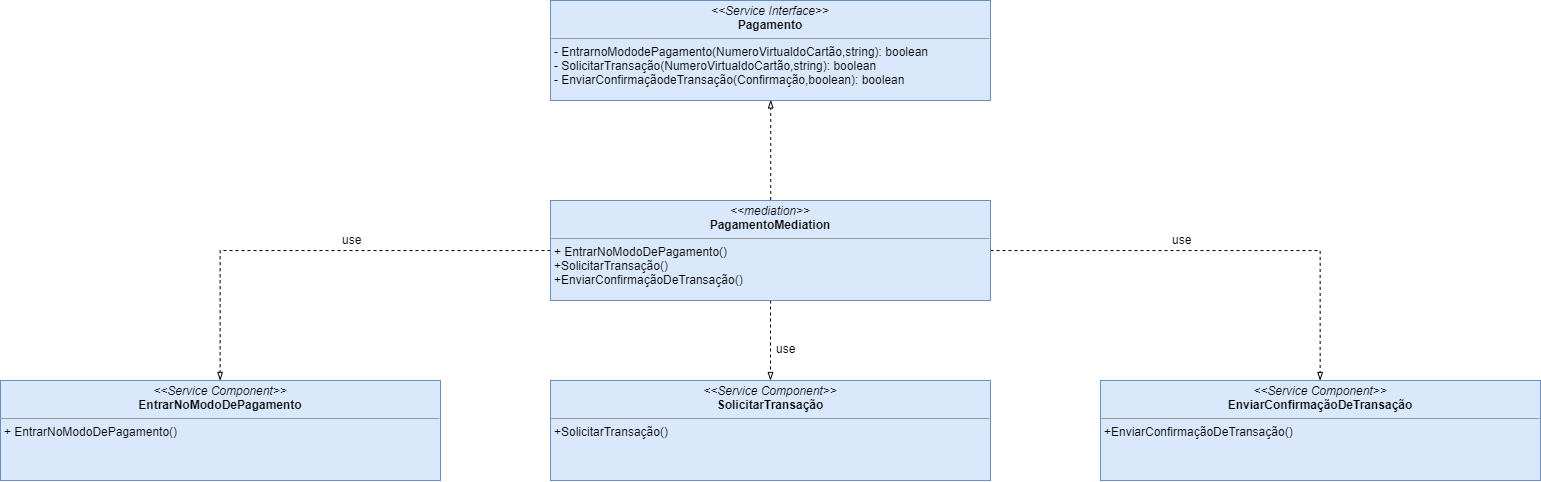 <<Service Interface>>
Pagamento
- EntrarnoMododePagamento(NumeroVirtualdoCartão,string): boolean
- SolicitarTransação(NumeroVirtualdoCartão,string): boolean
- EnviarConfirmaçãodeTransação(Confirmação,boolean): boolean
<<mediation>>
PagamentoMediation
+ EntrarNoModoDePagamento()
+SolicitarTransação()
+EnviarConfirmaçãoDeTransação()
use
use
use
<<Service Component>>
EntrarNoModoDePagamento
+ EntrarNoModoDePagamento()
<<Service Component>>
SolicitarTransação
+SolicitarTransação()
<<Service Component>>
EnviarConfirmaçãoDeTransação
+EnviarConfirmaçãoDeTransação()